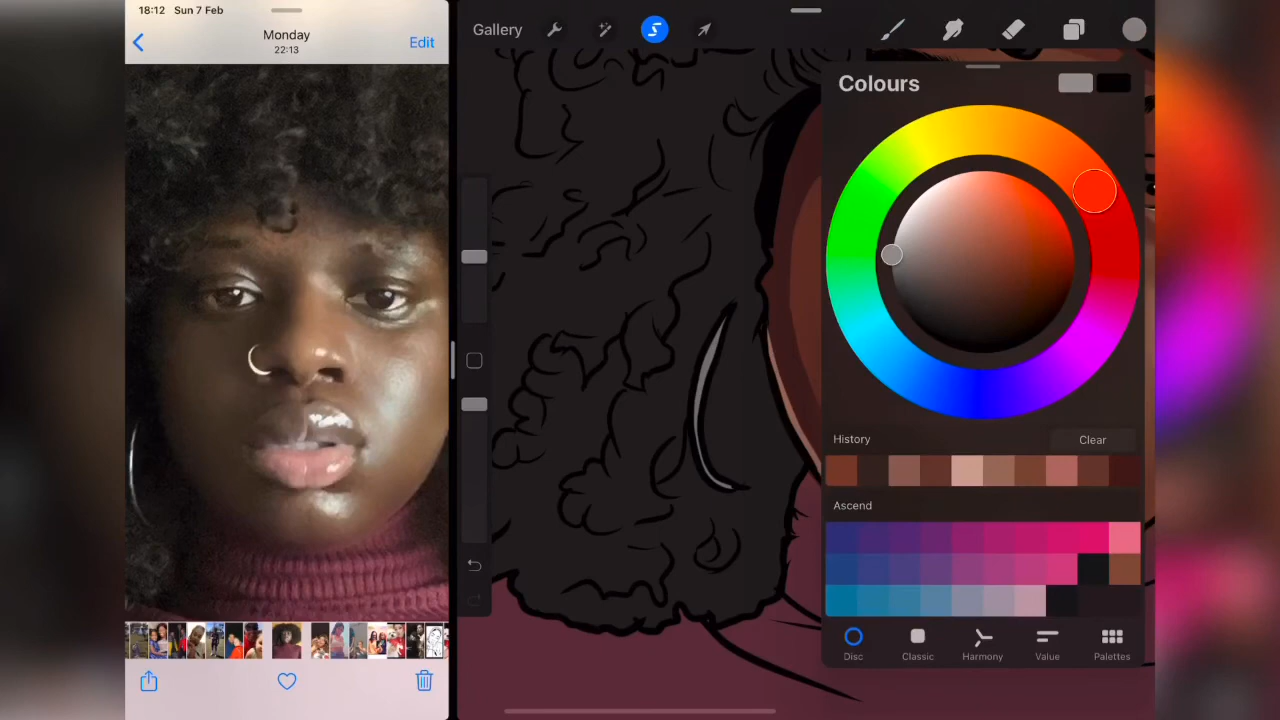 18:12 Sun 7 Feb
Monday
22:13
Edit
Gallery
Colours
History
Clear
Ascend
Disc
Classic
Harmony
Value
Palettes